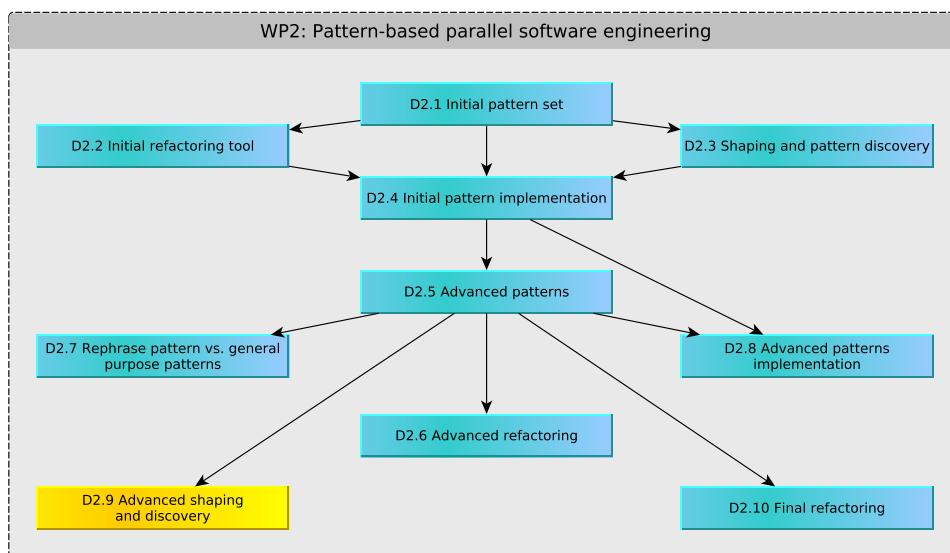 WP2: Pattern-based parallel software engineering
D2.1 Initial pattern set
D2.2 Initial refactoring tool
D2.3 Shaping and pattern discovery
D2.4 Initial pattern implementation
D2.5 Advanced patterns
D2.7 Rephrase pattern vs. general
purpose patterns
D2.8 Advanced patterns
implementation
D2.6 Advanced refactoring
D2.9 Advanced shaping
and discovery
D2.10 Final refactoring